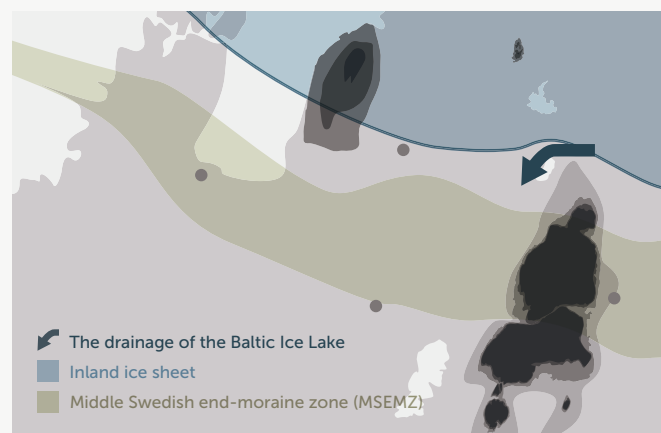 The drainage of the Baltic Ice Lake
Inland ice sheet
Middle Swedish end-moraine zone (MSEMZ)